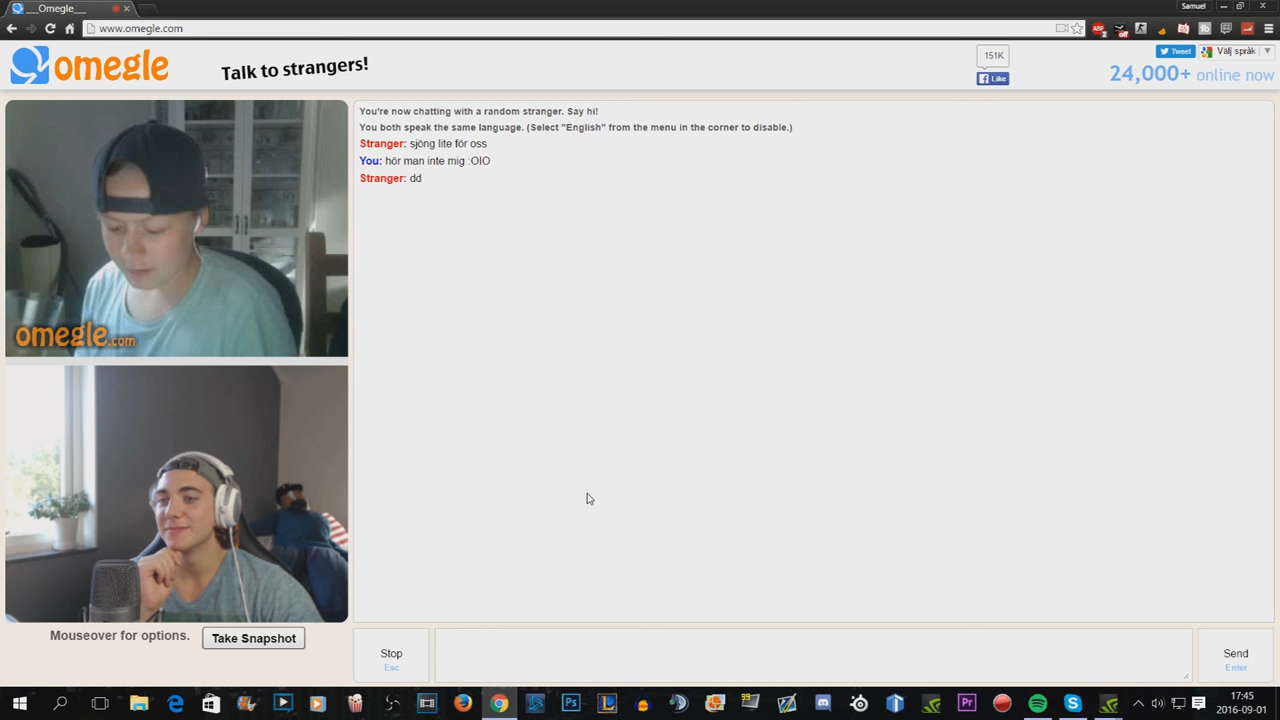 __Omegle__
Samuel
www.omegle.com
omegle
Talk to strangers!
151K
Like
Tweet
Välj språk
24,000+ online now
You're now chatting with a random stranger. Say hi!
You both speak the same language. (Select "English" from the menu in the corner to disable.)
Stranger: sjöng lite för oss
You: hör man inte mig :OIO
Stranger: dd
omegle.com
Mouseover for options.
Take Snapshot
Stop
Esc
Send
Enter
17:45
2016-09-01